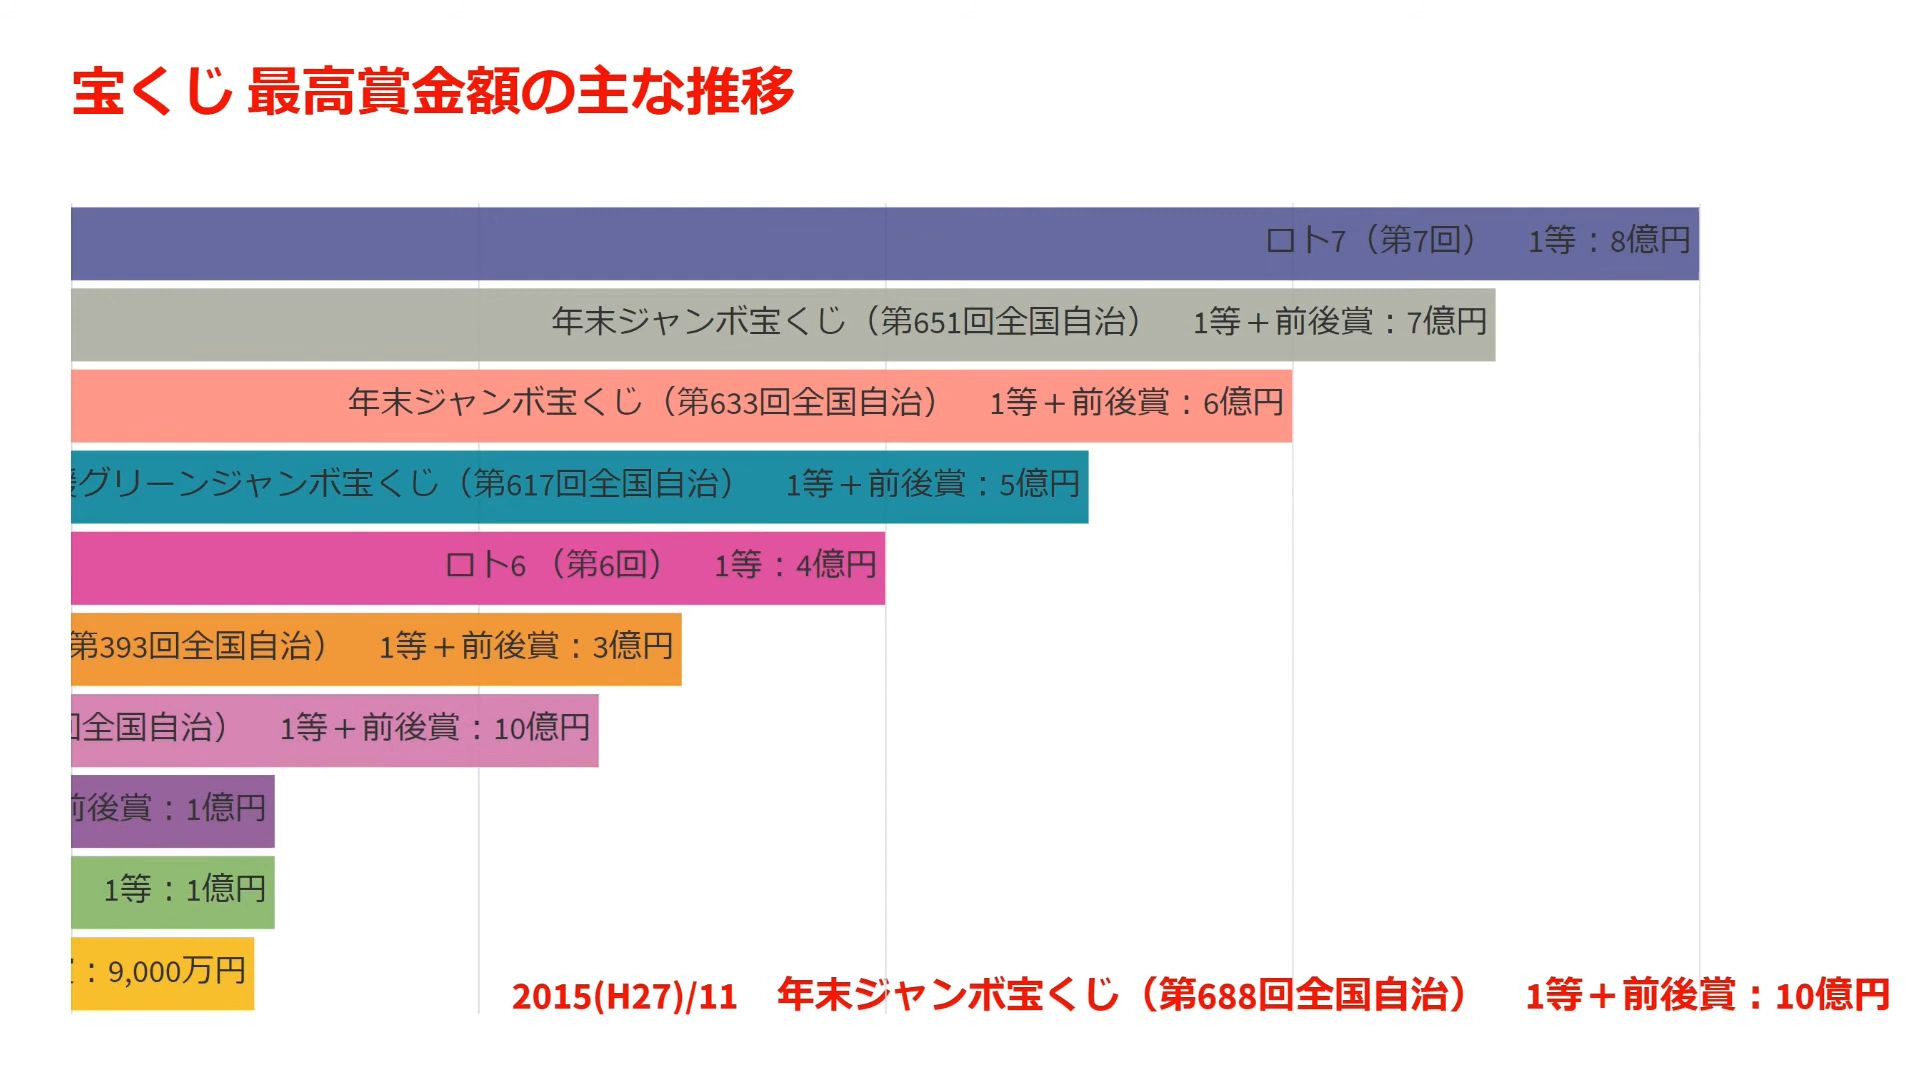 宝くじ 最高賞金額の主な推移
ロト7（第7回）　1等：8億円
年末ジャンボ宝くじ（第651回全国自治）　1等＋前後賞：7億円
年末ジャンボ宝くじ（第633回全国自治）　1等＋前後賞：6億円
グリーンジャンボ宝くじ（第617回全国自治）　1等＋前後賞：5億円
ロト6 （第6回）　1等：4億円
第393回全国自治）　1等＋前後賞：3億円
回全国自治）　1等＋前後賞：10億円
前後賞：1億円
1等：1億円
：9,000万円
2015(H27)/11　年末ジャンボ宝くじ（第688回全国自治）　1等＋前後賞：10億円